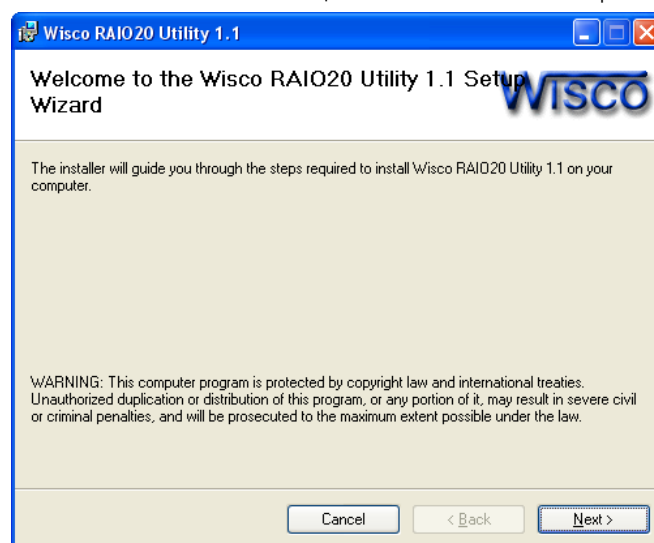 Wisco RAIO20 Utility 1.1
Welcome to the Wisco RAIO20 Utility 1.1 Setup
Wizard
WISCO
The installer will guide you through the steps required to install Wisco RAIO20 Utility 1.1 on your
computer.
WARNING: This computer program is protected by copyright law and international treaties.
Unauthorized duplication or distribution of this program, or any portion of it, may result in severe civil
or criminal penalties, and will be prosecuted to the maximum extent possible under the law.
Cancel
< Back
Next >